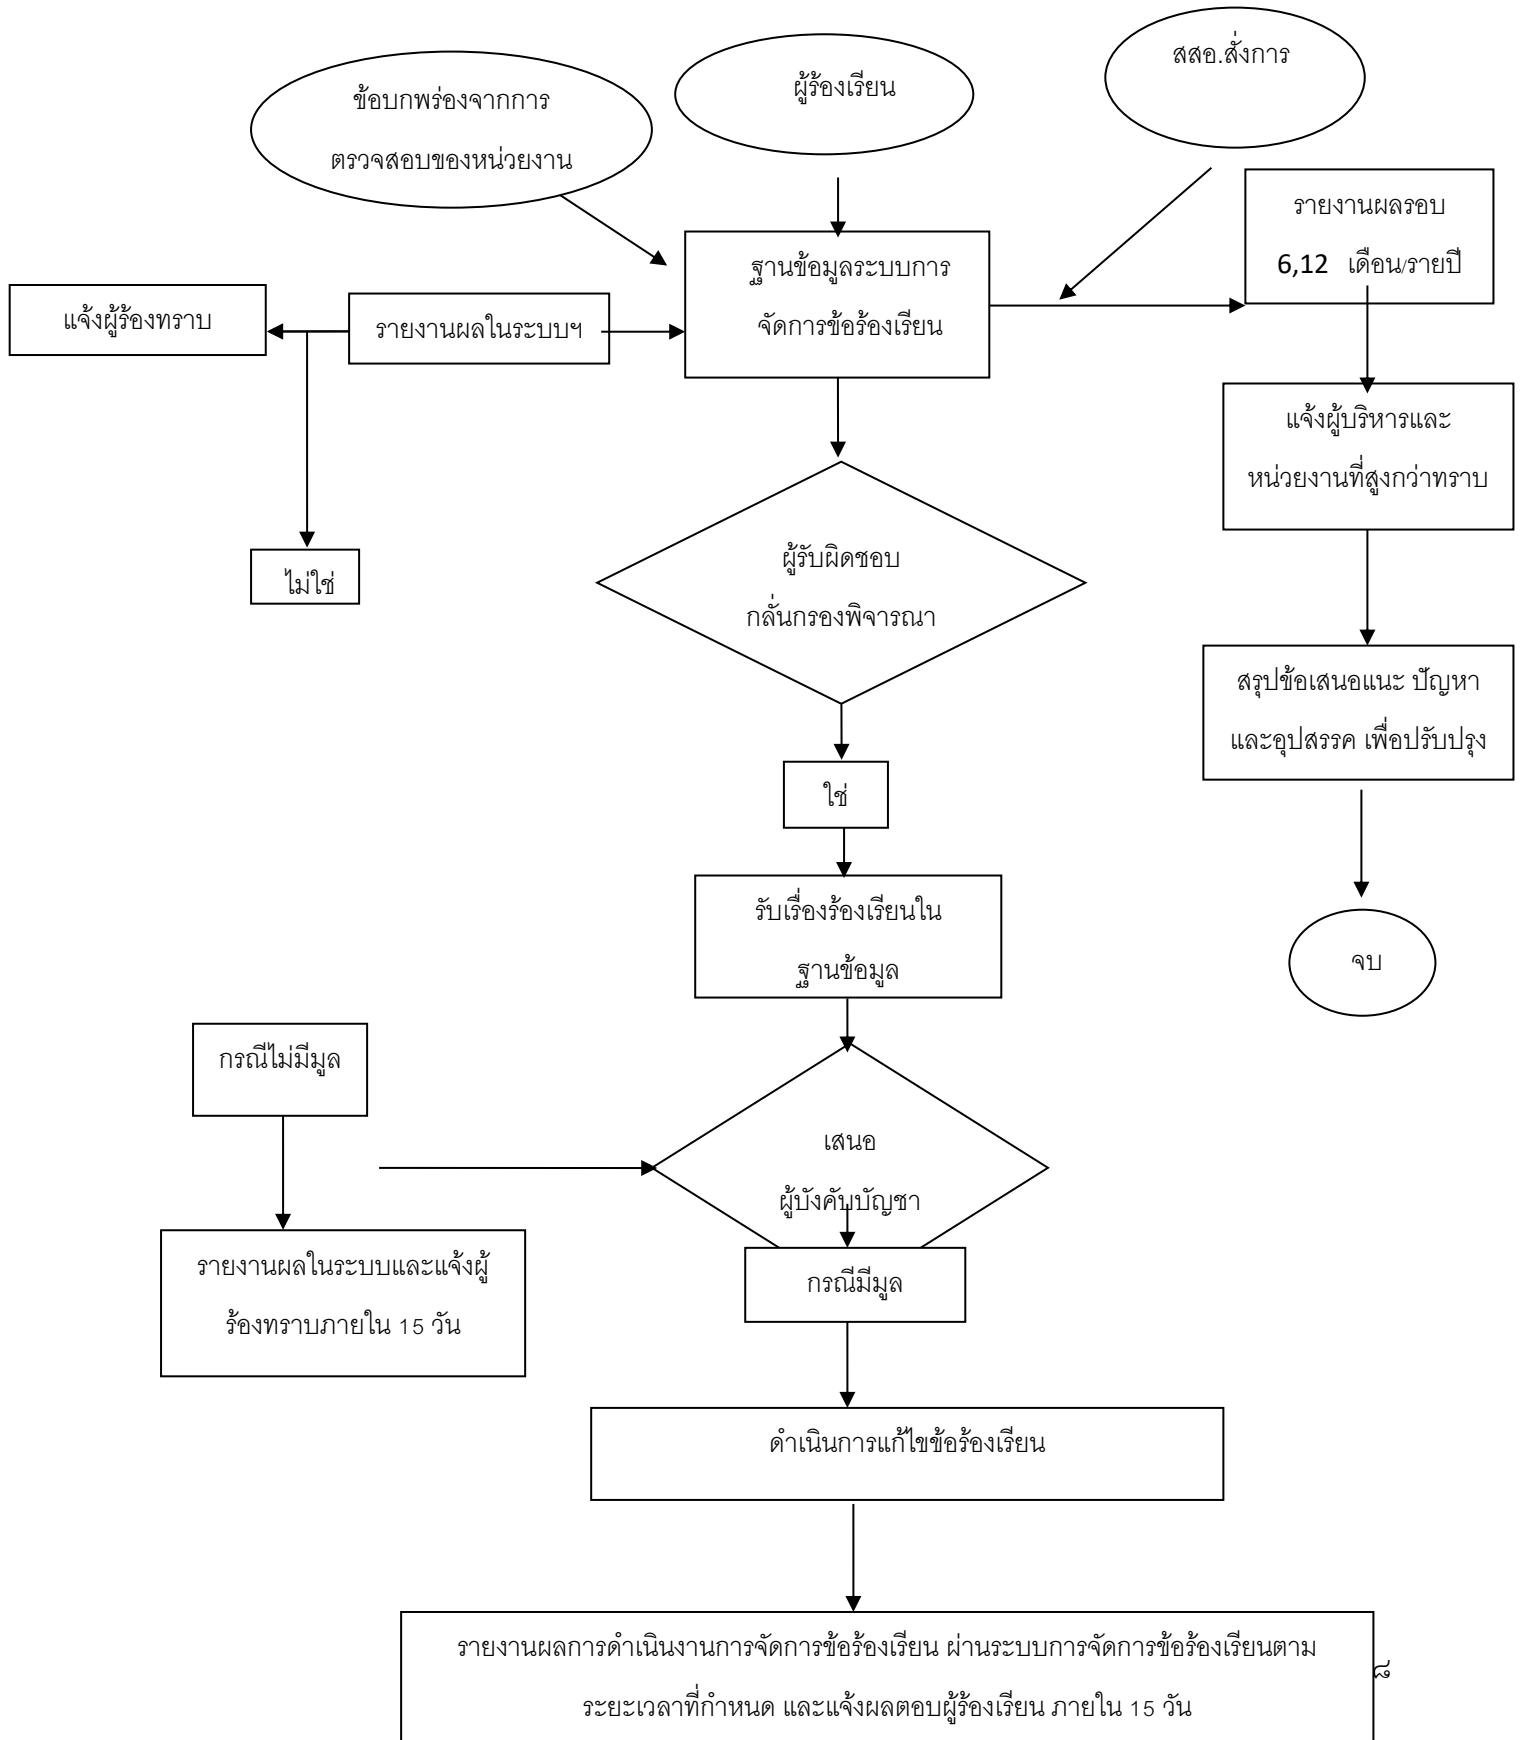 สสอ.สั่งการ
ผู้ร้องเรียน
ข้อบกพร่องจากการ
ตรวจสอบของหน่วยงาน
รายงานผลรอบ
6,12 เดือน/รายปี
ฐานข้อมูลระบบการ
จัดการข้อร้องเรียน
แจ้งผู้ร้องทราบ
รายงานผลในระบบฯ
แจ้งผู้บริหารและ
หน่วยงานที่สูงกว่าทราบ
ไม่ใช่
ผู้รับผิดชอบ
กลั่นกรองพิจารณา
สรุปข้อเสนอแนะ ปัญหา
และอุปสรรค เพื่อปรับปรุง
ใช่
รับเรื่องร้องเรียนใน
ฐานข้อมูล
จบ
กรณีไม่มีมูล
เสนอ
ผู้บังคับบัญชา
รายงานผลในระบบและแจ้งผู้
ร้องทราบภายใน 15 วัน
กรณีมีมูล
ดำเนินการแก้ไขข้อร้องเรียน
รายงานผลการดำเนินงานการจัดการข้อร้องเรียน ผ่านระบบการจัดการข้อร้องเรียนตาม
ระยะเวลาที่กำหนด และแจ้งผลตอบผู้ร้องเรียน ภายใน 15 วัน
๘